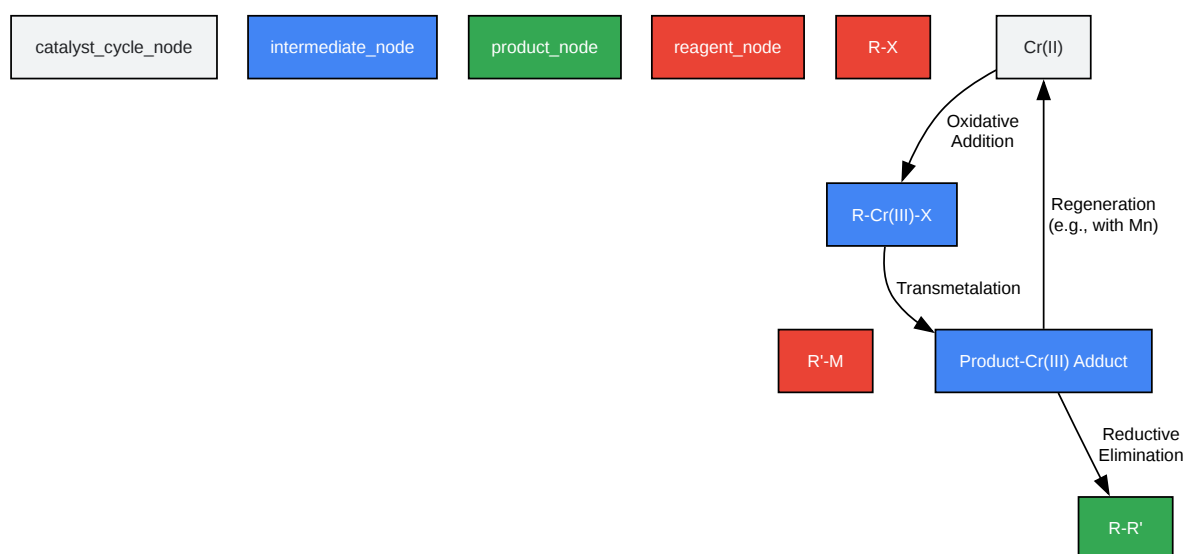 catalyst_cycle_node
intermediate_node
product_node
reagent_node
R-X
Cr(II)
Oxidative
Addition
R-Cr(III)-X
Regeneration
(e.g., with Mn)
Transmetalation
R'-M
Product-Cr(III) Adduct
Reductive
Elimination
R-R'